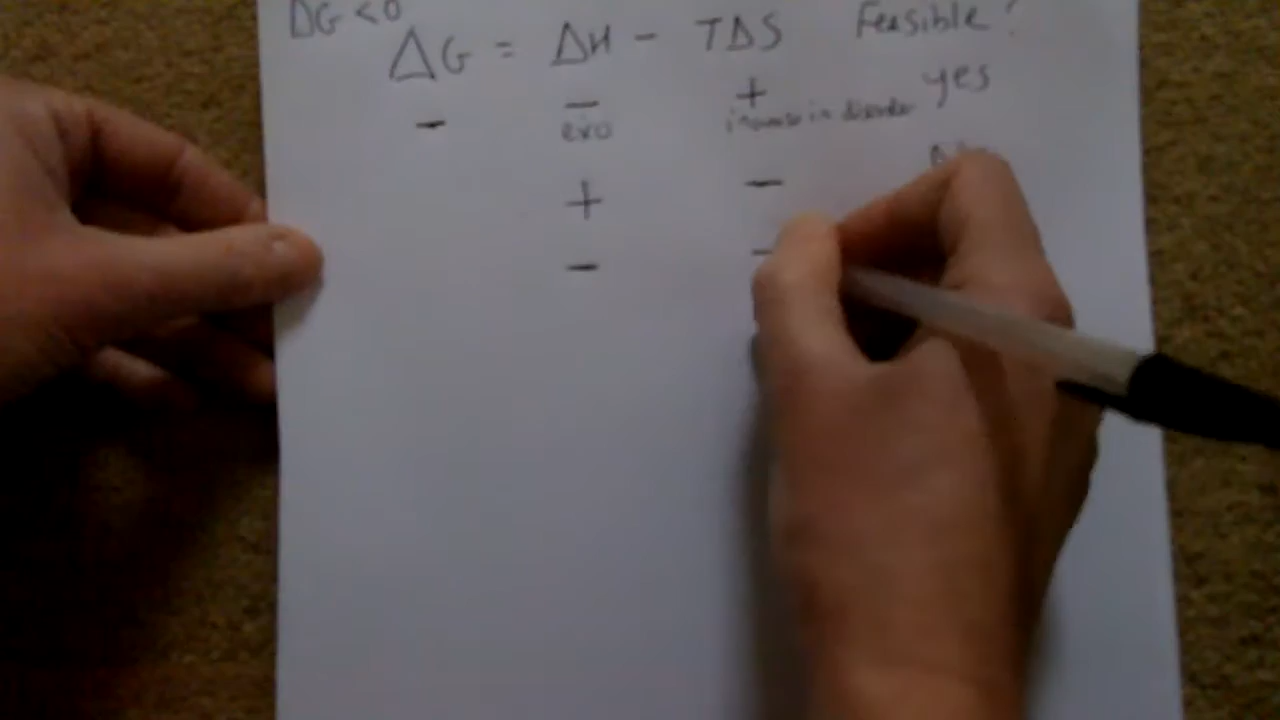 ΔG <0
ΔG = ΔH - TΔS Feasible?
- - + yes
exo increase in disorder
+ -
- -